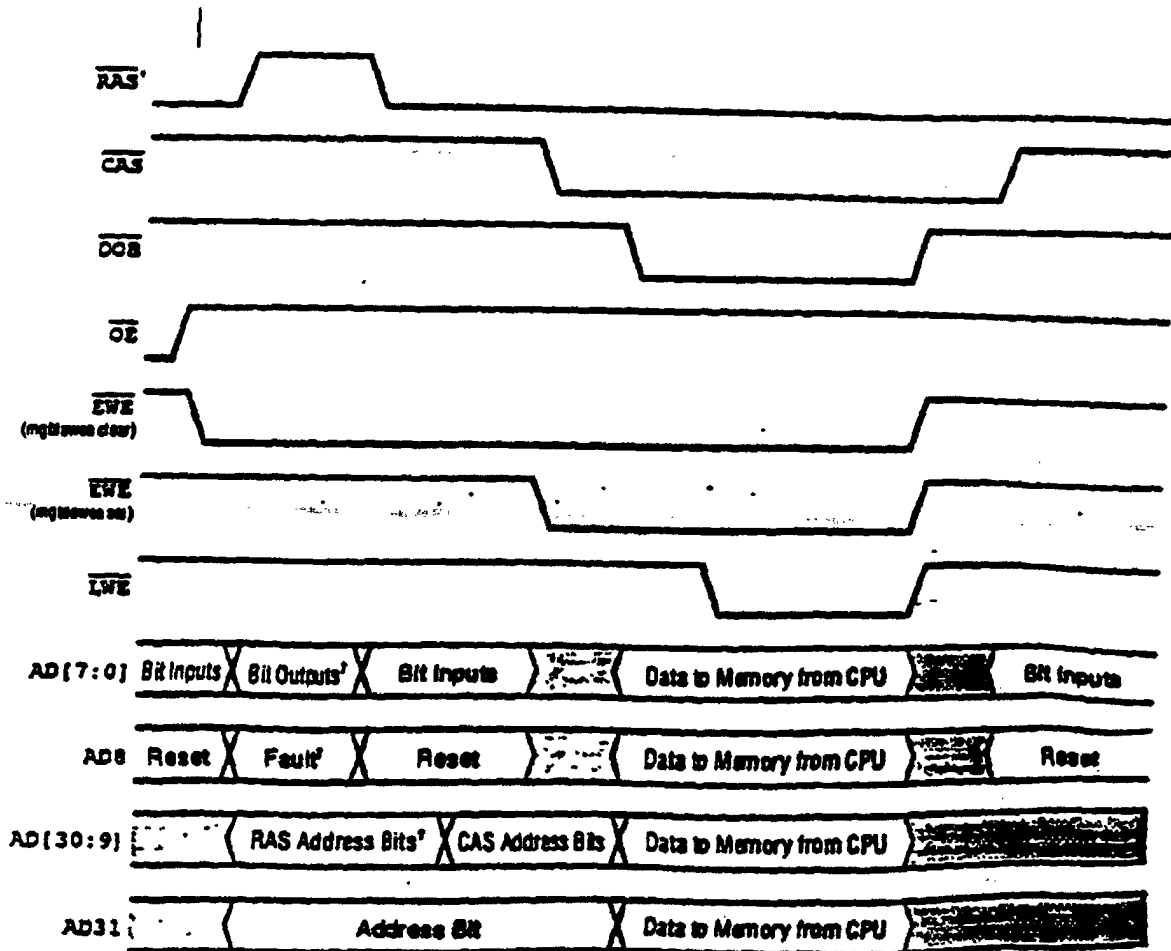 RAS†
CAS
DOB
OE
EWE
EWE
LWE
AD[7:0] Bit Inputs Bit Outputs† Bit Inputs Data to Memory from CPU Bit Inputs
AD8 Reset Fault† Reset Data to Memory from CPU Reset
AD[30:9] RAS Address Bits† CAS Address Bits Data to Memory from CPU
AD31 Address Bit Data to Memory from CPU